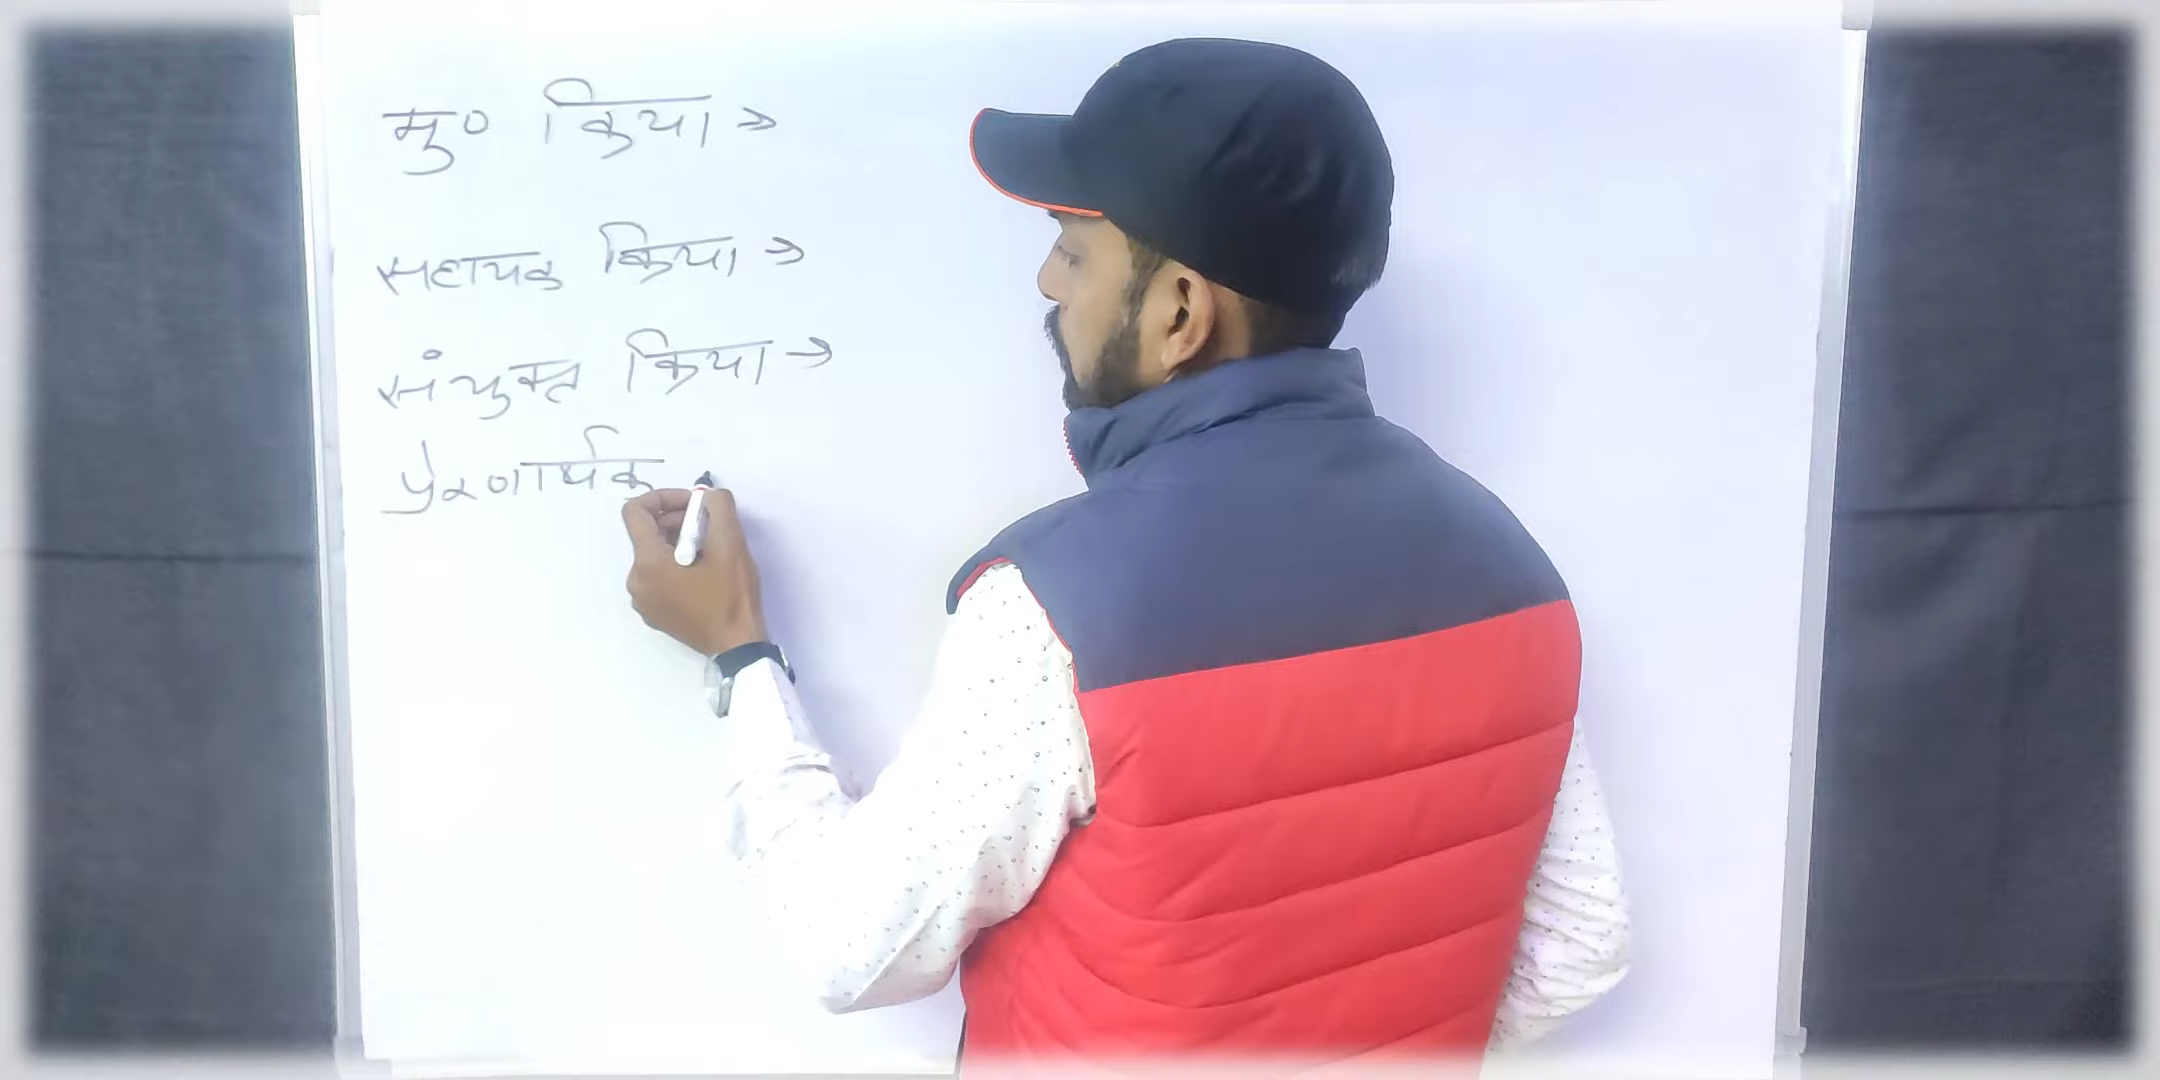 मु० क्रिया →
सहायक क्रिया →
संयुक्त क्रिया →
प्रेरणार्थक